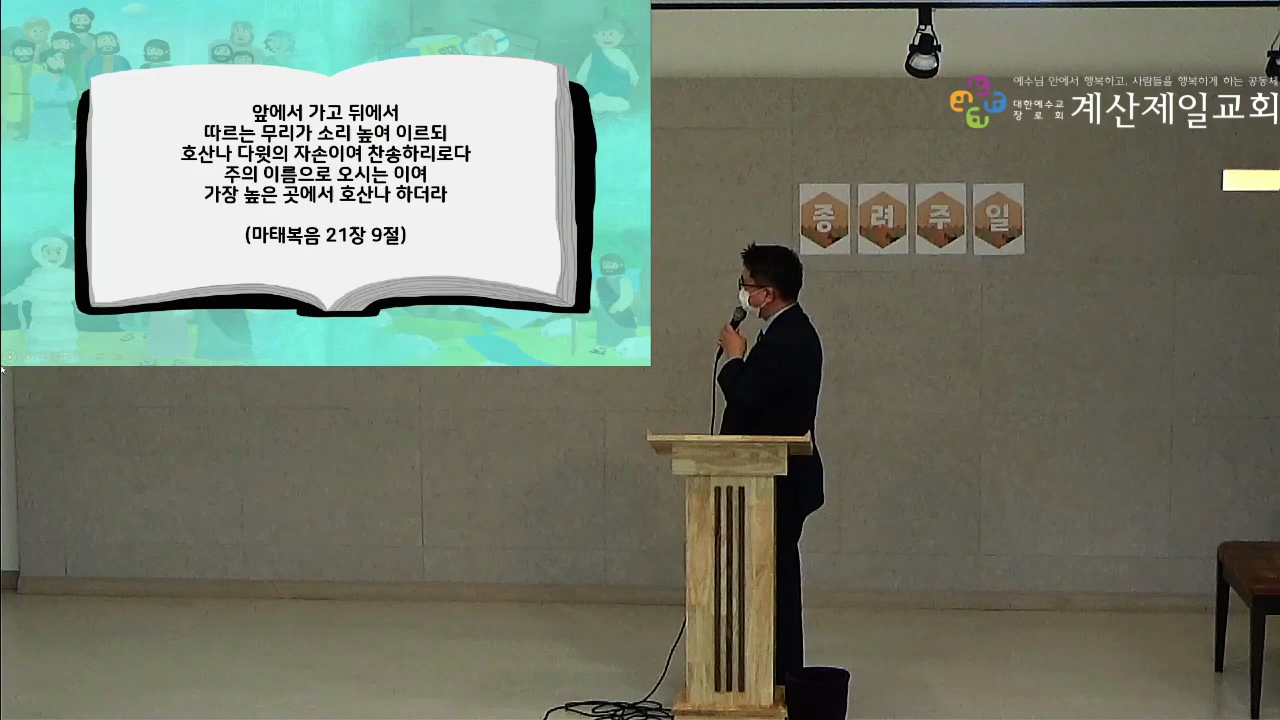 앞에서 가고 뒤에서
따르는 무리가 소리 높여 이르되
호산나 다윗의 자손이여 찬송하리로다
주의 이름으로 오시는 이여
가장 높은 곳에서 호산나 하더라
(마태복음 21장 9절)
예수님 안에서 행복하고, 사람들을 행복하게 하는 공동체
대한예수교
장로회
계산제일교회
종려주일